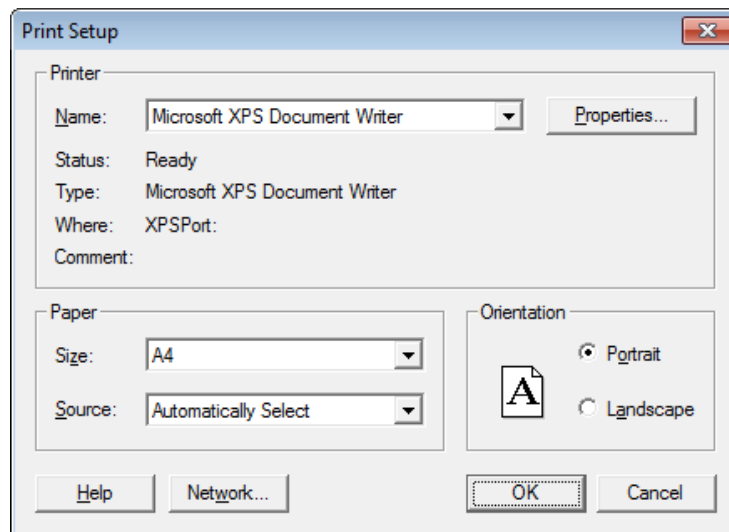 Print Setup
Printer
Name: Microsoft XPS Document Writer Properties...
Status: Ready
Type: Microsoft XPS Document Writer
Where: XPSPort:
Comment:
Paper Orientation
Size: A4 Portrait
A
Source: Automatically Select Landscape
Help Network... OK Cancel